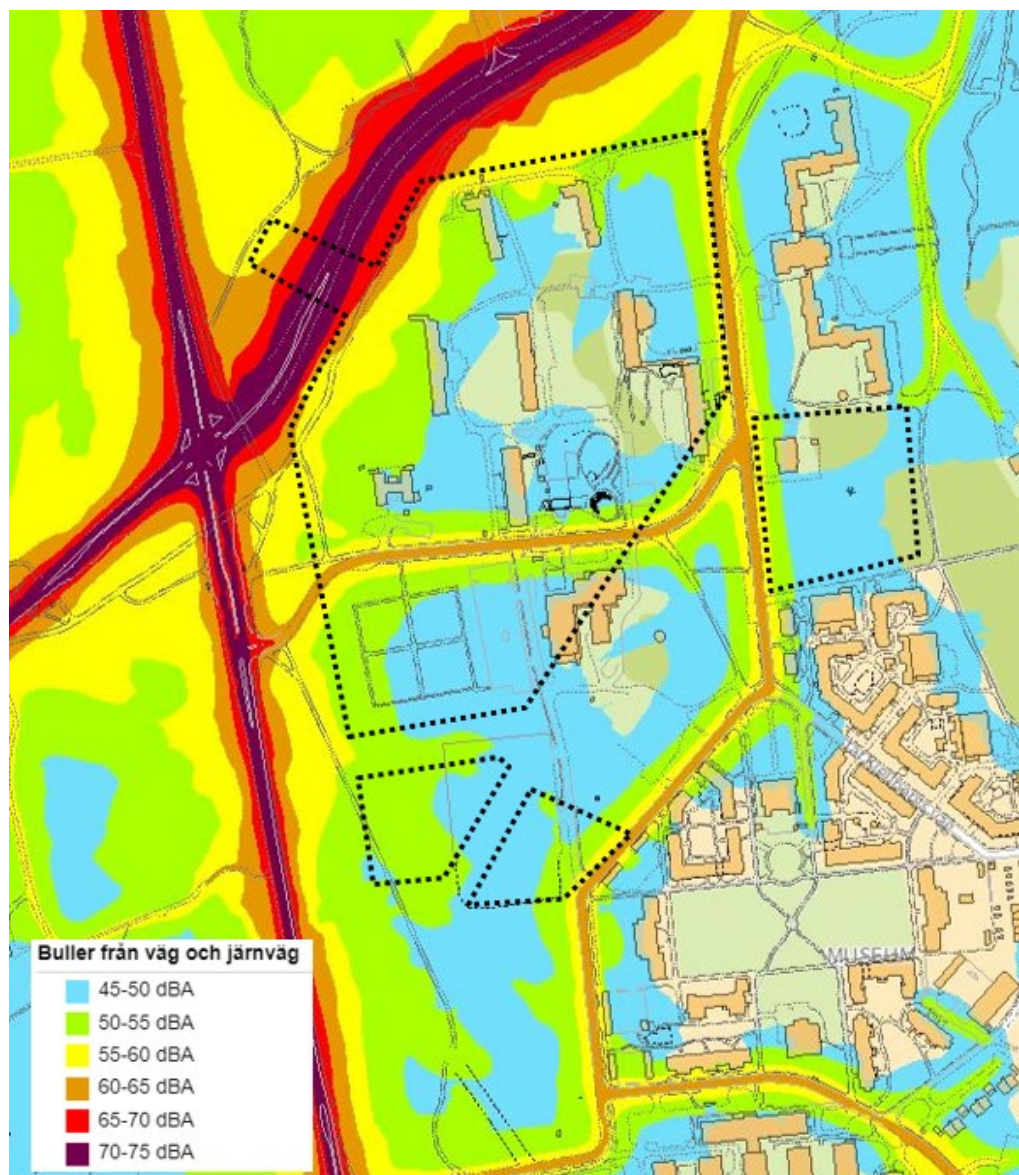 MUSEUM
Buller från väg och järnväg
45-50 dBA
50-55 dBA
55-60 dBA
60-65 dBA
65-70 dBA
70-75 dBA